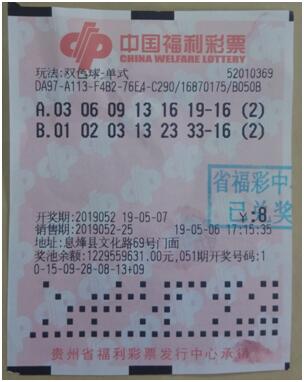 中国福利彩票
CHINA WELFARE LOTTERY
玩法:双色球-单式 52010369
DA97-A113-F4B2-76E4-C290/16870175/B050B
A.03 06 09 13 16 19-16 (2)
B.01 02 03 13 23 33-16 (2)
省福彩中
已兑奖
开奖期:2019052 19-05-07 ¥:8
销售期:2019052-25 19-05-06 17:15:35
地址:息烽县文化路69号门面
奖池余额:1229559631.00元,051期开奖号码:1
0-15-09-28-08-13+09
贵州省福利彩票发行中心承销